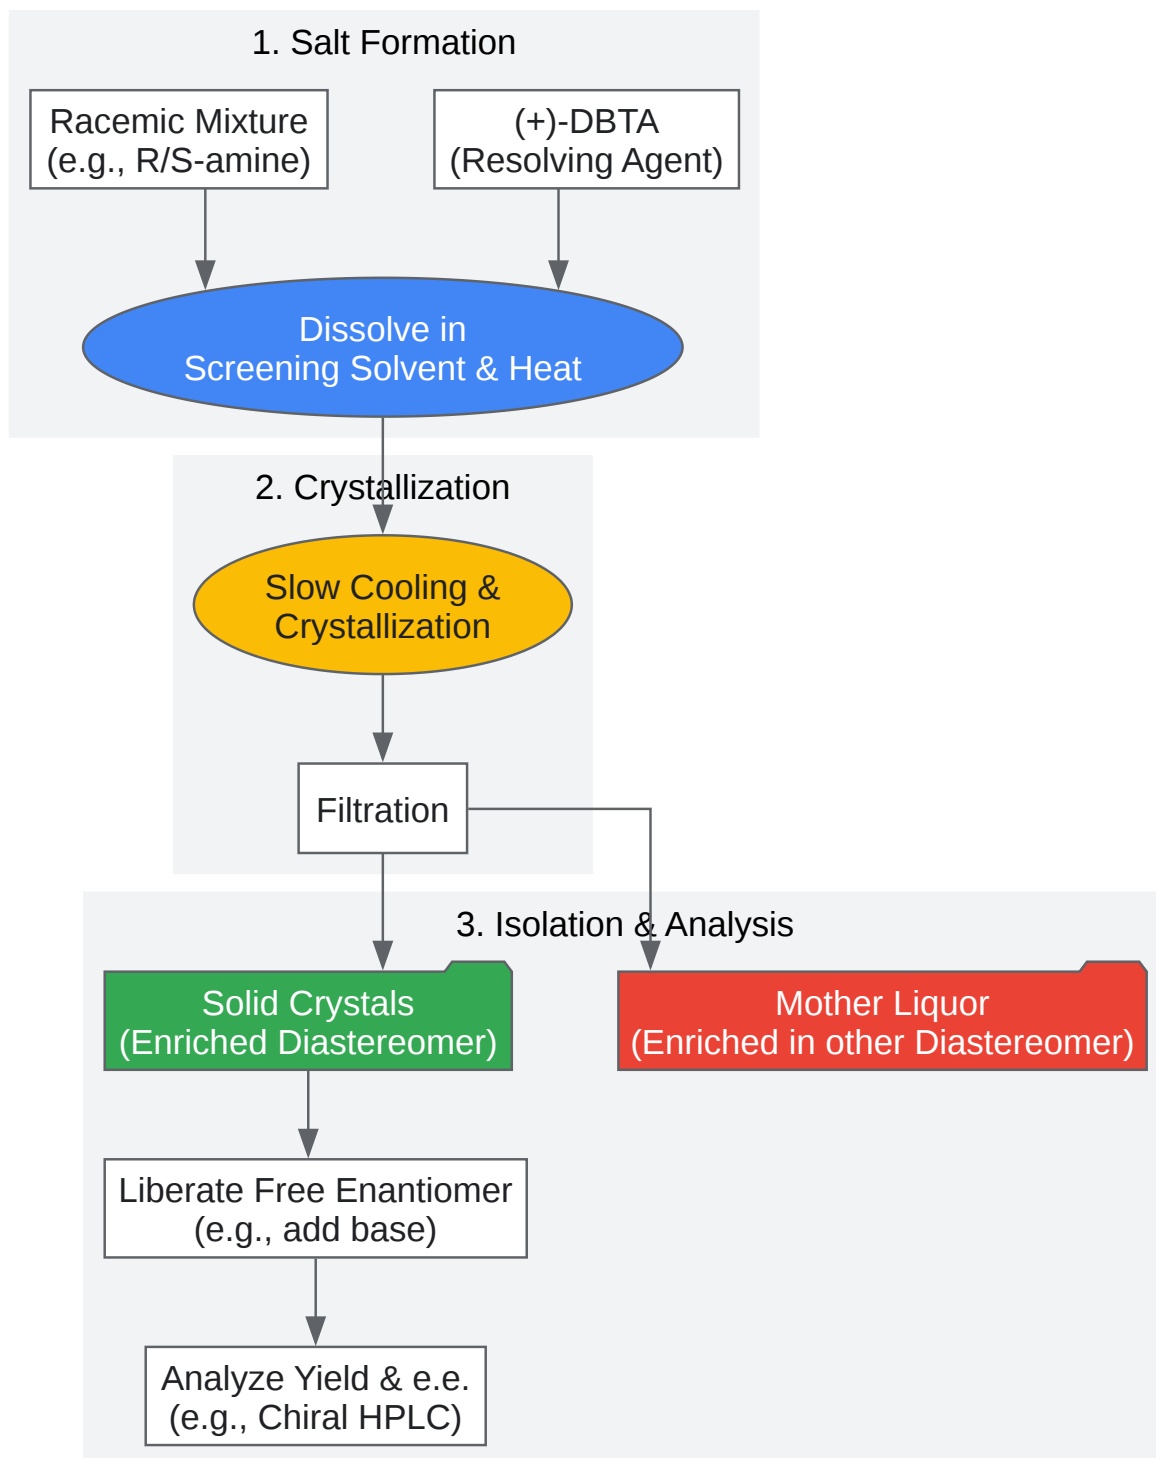 1. Salt Formation
Racemic Mixture
(e.g., R/S-amine)
(+)-DBTA
(Resolving Agent)
Dissolve in
Screening Solvent & Heat
2. Crystallization
Slow Cooling &
Crystallization
Filtration
3. Isolation & Analysis
Solid Crystals
(Enriched Diastereomer)
Mother Liquor
(Enriched in other Diastereomer)
Liberate Free Enantiomer
(e.g., add base)
Analyze Yield & e.e.
(e.g., Chiral HPLC)